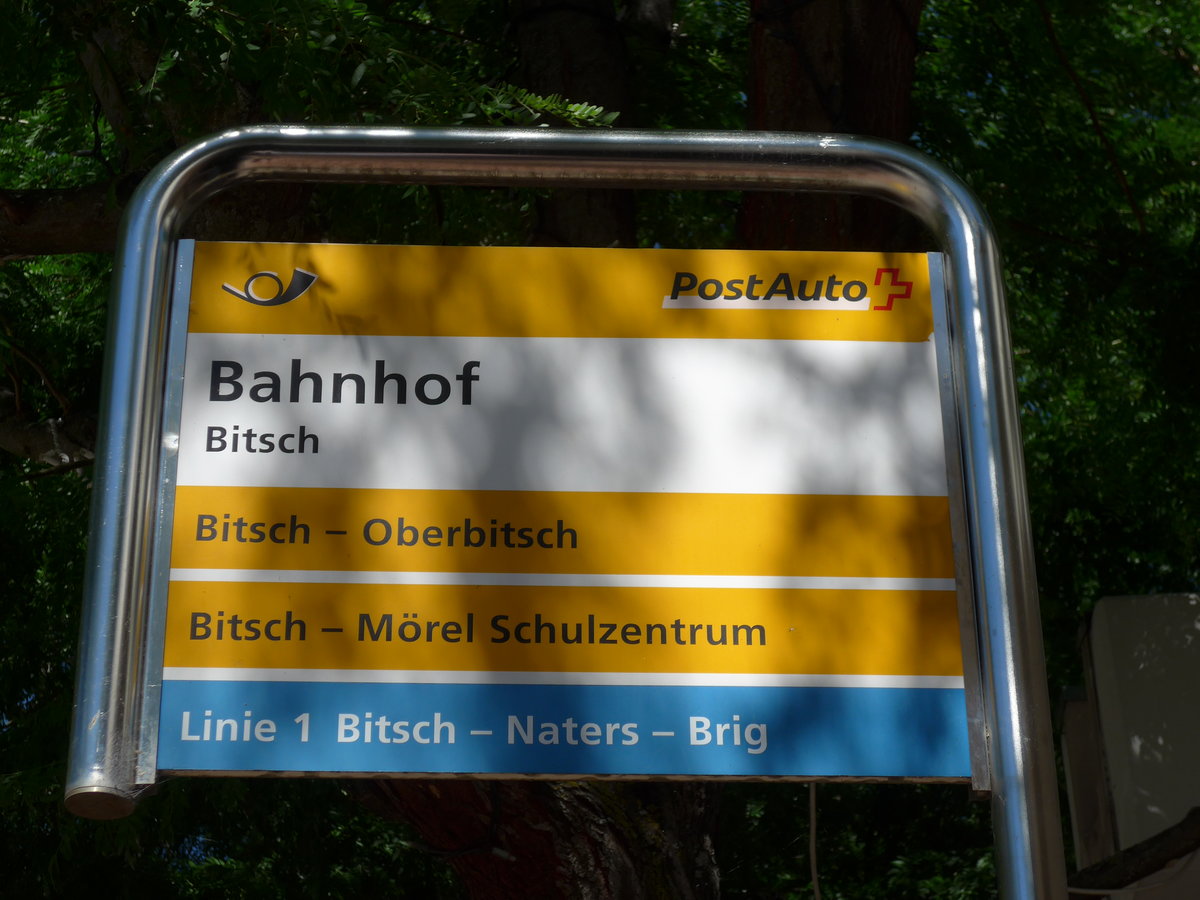 PostAuto
Bahnhof
Bitsch
Bitsch – Oberbitsch
Bitsch – Mörel Schulzentrum
Linie 1 Bitsch – Naters – Brig